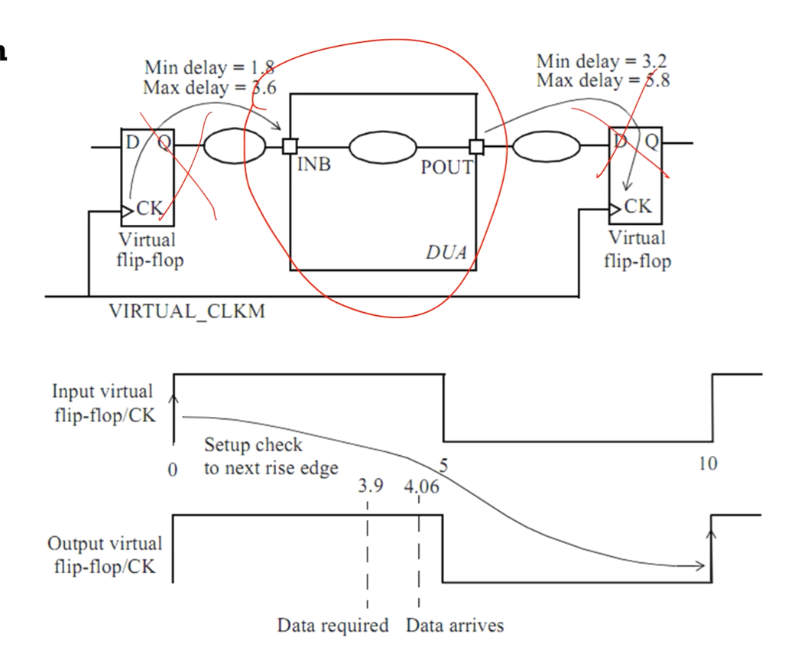 n
Min delay = 1.8
Max delay = 3.6
Min delay = 3.2
Max delay = 5.8
D Q
INB
POUT
D Q
CK
CK
Virtual
flip-flop
DUA
Virtual
flip-flop
VIRTUAL_CLKM
Input virtual
flip-flop/CK
Setup check
to next rise edge
0
5
10
3.9 4.06
Output virtual
flip-flop/CK
Data required Data arrives